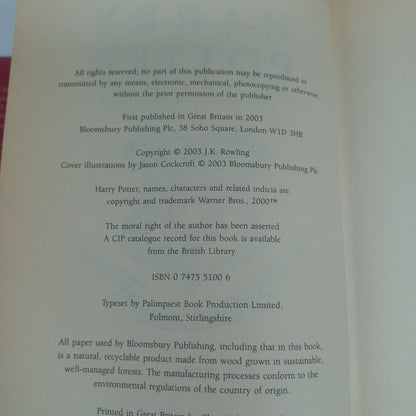 All rights reserved; no part of this publication may be reproduced or
transmitted by any means, electronic, mechanical, photocopying or otherwise,
without the prior permission of the publisher
First published in Great Britain in 2003
Bloomsbury Publishing Plc, 38 Soho Square, London W1D 3HB
Copyright © 2003 J.K. Rowling
Cover illustrations by Jason Cockcroft © 2003 Bloomsbury Publishing Plc
Harry Potter, names, characters and related indicia are
copyright and trademark Warner Bros., 2000™
The moral right of the author has been asserted
A CIP catalogue record for this book is available
from the British Library
ISBN 0 7475 5100 6
Typeset by Palimpsest Book Production Limited,
Polmont, Stirlingshire
All paper used by Bloomsbury Publishing, including that in this book,
is a natural, recyclable product made from wood grown in sustainable,
well-managed forests. The manufacturing processes conform to the
environmental regulations of the country of origin.
Printed in Great Britain by